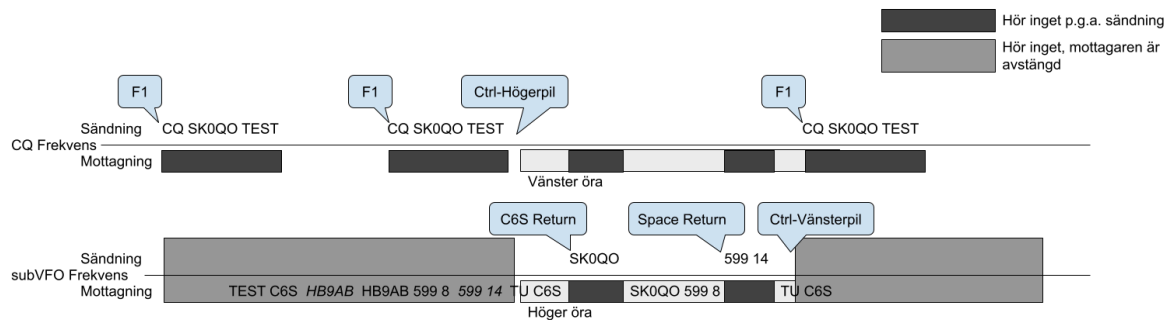 Hör inget p.g.a. sändning
Hör inget, mottagaren är
avstängd
F1
F1
Ctrl-Högerpil
F1
Sändning
CQ SK0QO TEST
CQ SK0QO TEST
CQ SK0QO TEST
CQ Frekvens
Mottagning
Vänster öra
C6S Return
Space Return
Ctrl-Vänsterpil
Sändning
SK0QO
599 14
subVFO Frekvens
Mottagning
TEST C6S HB9AB HB9AB 599 8 599 14 TU C6S
SK0QO 599 8
TU C6S
Höger öra